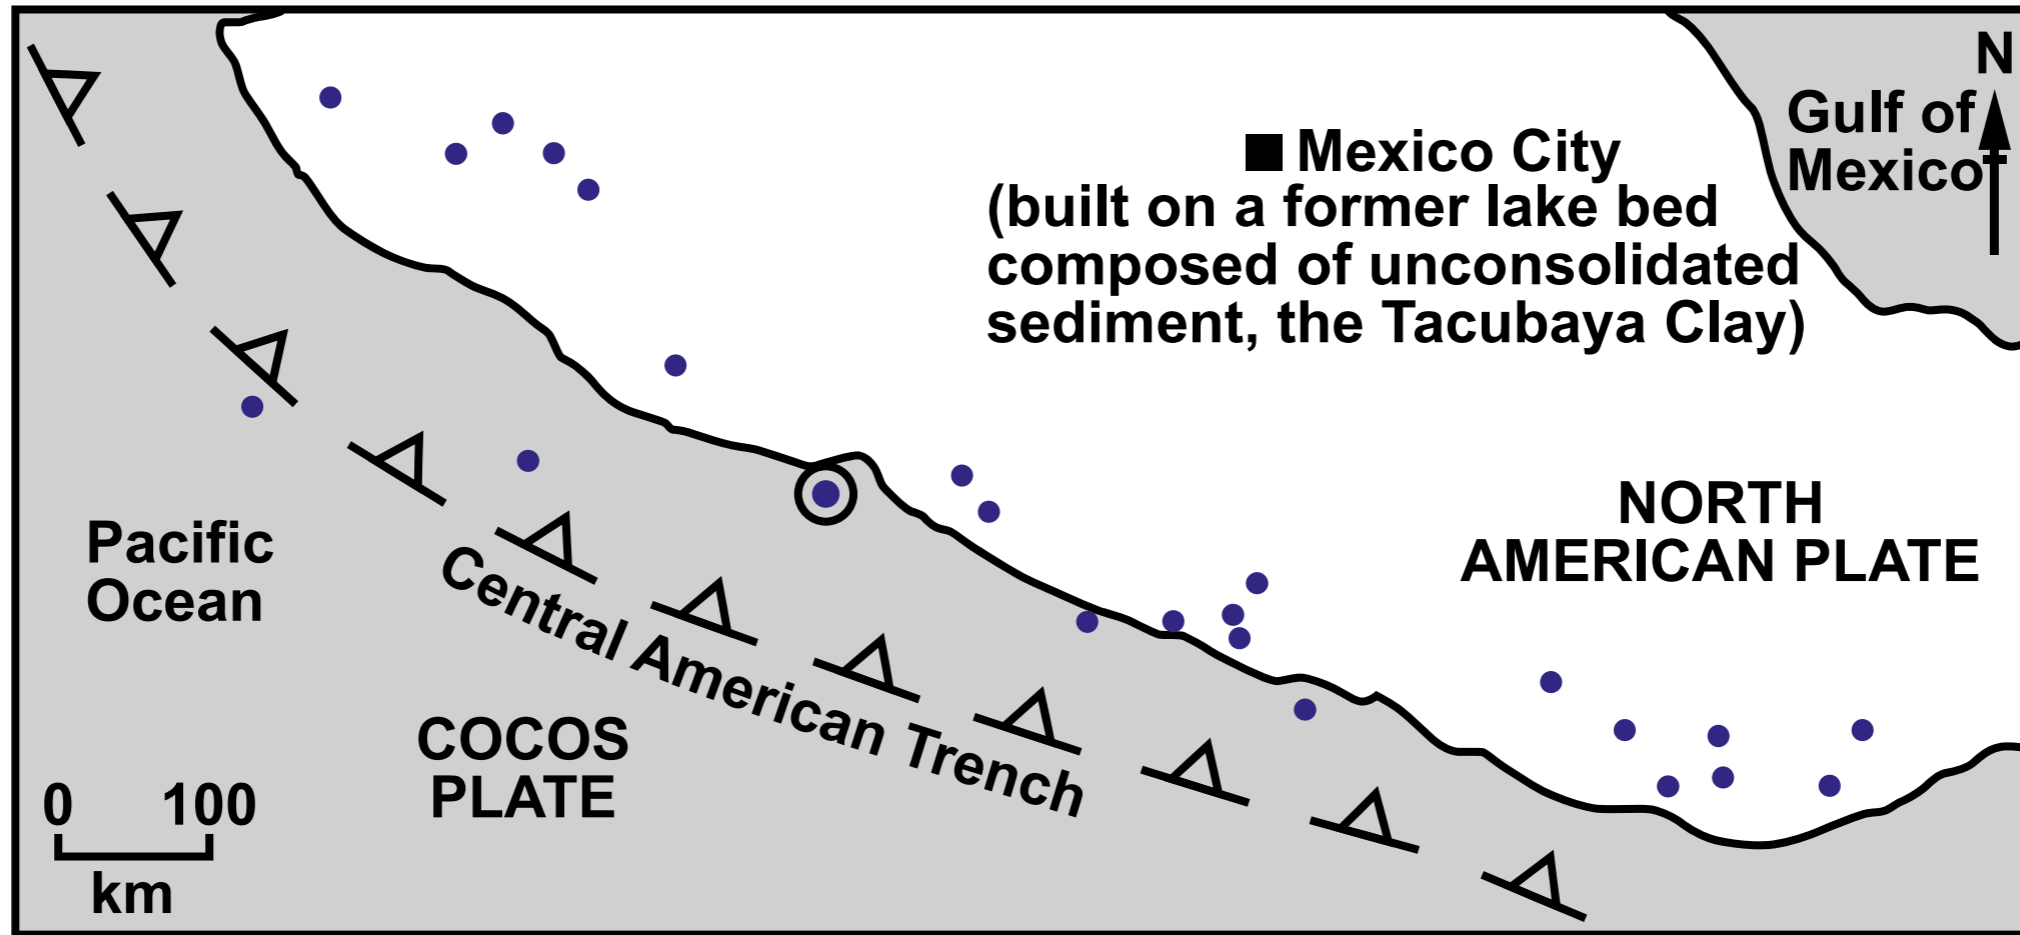 N
Gulf of
Mexico
Mexico City
(built on a former lake bed
composed of unconsolidated
sediment, the Tacubaya Clay)
NORTH
AMERICAN PLATE
Pacific
Ocean
Central American Trench
COCOS
PLATE
0 100
km